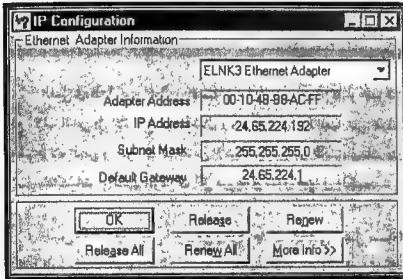 IP Configuration
Ethernet Adapter Information
ELNK3 Ethernet Adapter
Adapter Address 00-10-4B-98-AC-FF
IP Address 24.65.224.192
Subnet Mask 255.255.255.0
Default Gateway 24.65.224.1
OK Release Renew
Release All Renew All More Info >>